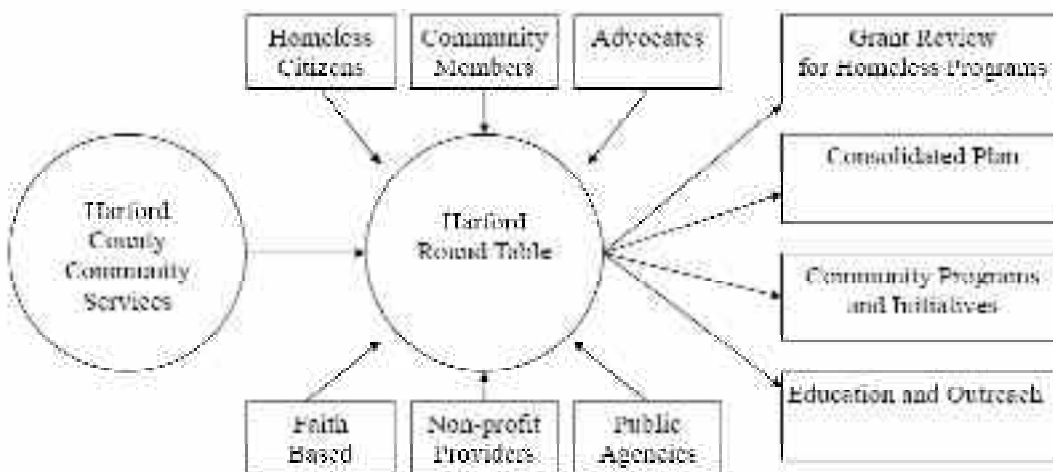 Homeless
Citizens
Community
Members
Advocates
Grant Review
for Homeless Programs
Consolidated Plan
Harford
County
Community
Services
Harford
Round Table
Community Programs
and Initiatives
Education and Outreach
Faith
Based
Non-profit
Providers
Public
Agencies